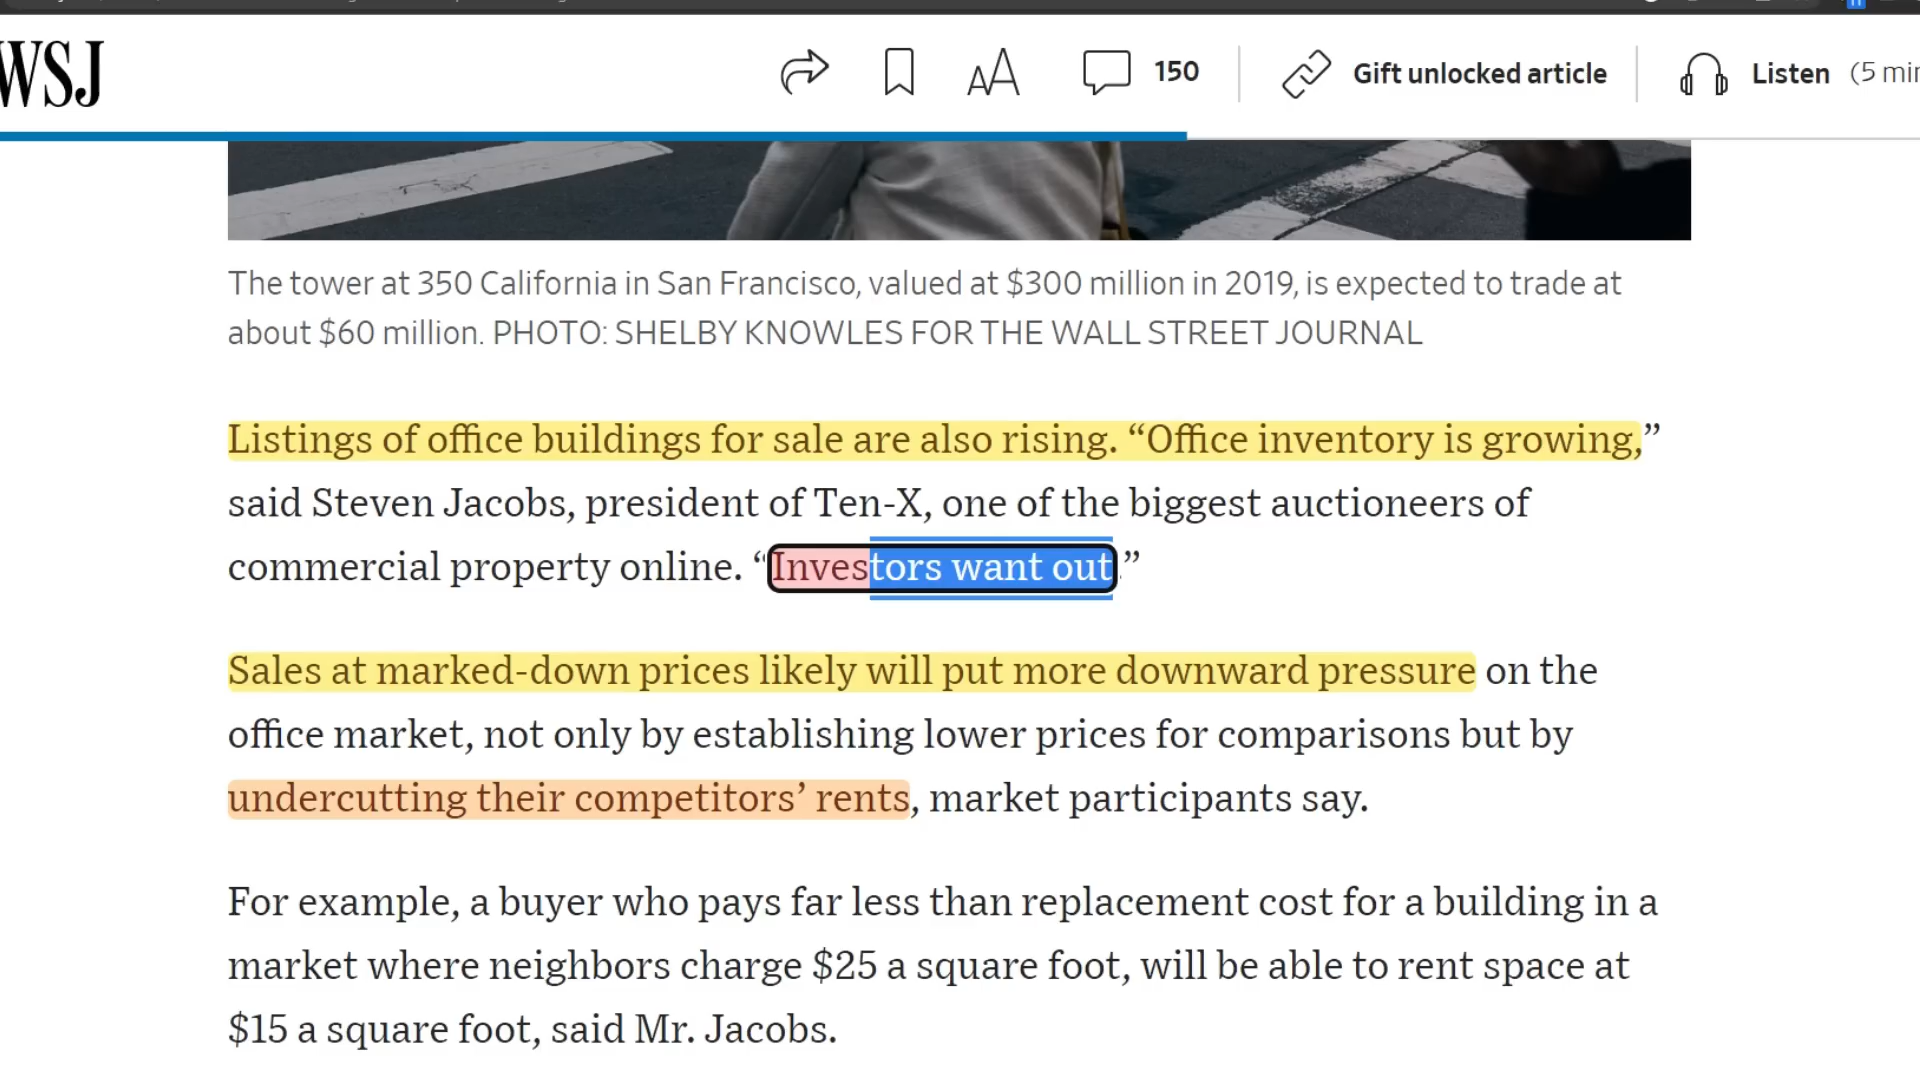 WSJ
150
Gift unlocked article
Listen (5 min
The tower at 350 California in San Francisco, valued at $300 million in 2019, is expected to trade at
about $60 million. PHOTO: SHELBY KNOWLES FOR THE WALL STREET JOURNAL
Listings of office buildings for sale are also rising. “Office inventory is growing,”
said Steven Jacobs, president of Ten-X, one of the biggest auctioneers of
commercial property online. “Investors want out.”
Sales at marked-down prices likely will put more downward pressure on the
office market, not only by establishing lower prices for comparisons but by
undercutting their competitors’ rents, market participants say.
For example, a buyer who pays far less than replacement cost for a building in a
market where neighbors charge $25 a square foot, will be able to rent space at
$15 a square foot, said Mr. Jacobs.